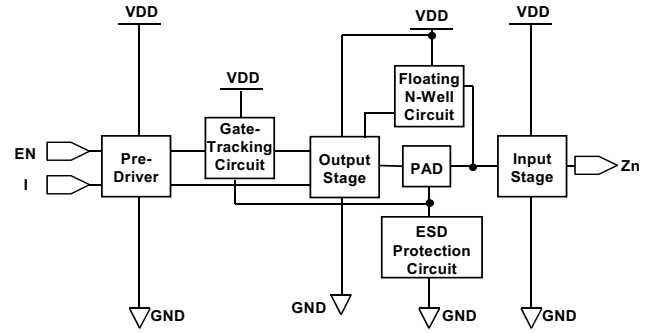 VDD
VDD
VDD
VDD
Floating
N-Well
Circuit
Gate-
Tracking
Circuit
EN
I
Pre-
Driver
Output
Stage
PAD
Input
Stage
Zn
ESD
Protection
Circuit
GND
GND
GND
GND